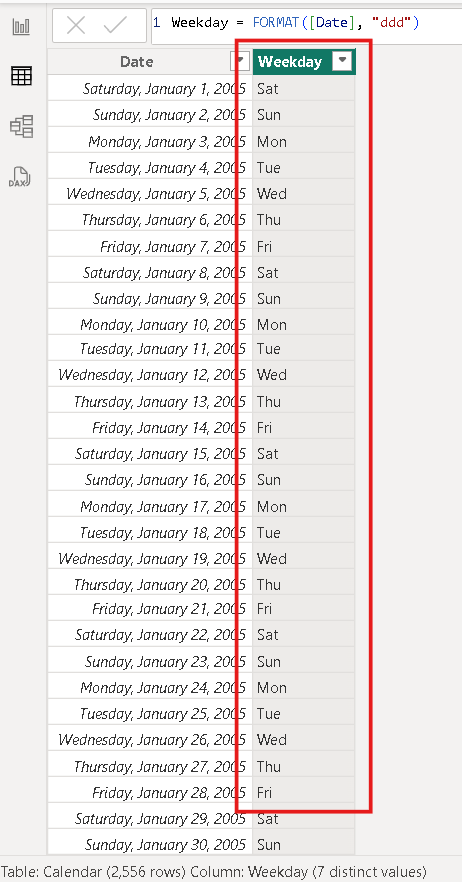 1 Weekday = FORMAT([Date], "ddd")
Date Weekday
Saturday, January 1, 2005 Sat
Sunday, January 2, 2005 Sun
Monday, January 3, 2005 Mon
Tuesday, January 4, 2005 Tue
Wednesday, January 5, 2005 Wed
Thursday, January 6, 2005 Thu
Friday, January 7, 2005 Fri
Saturday, January 8, 2005 Sat
Sunday, January 9, 2005 Sun
Monday, January 10, 2005 Mon
Tuesday, January 11, 2005 Tue
Wednesday, January 12, 2005 Wed
Thursday, January 13, 2005 Thu
Friday, January 14, 2005 Fri
Saturday, January 15, 2005 Sat
Sunday, January 16, 2005 Sun
Monday, January 17, 2005 Mon
Tuesday, January 18, 2005 Tue
Wednesday, January 19, 2005 Wed
Thursday, January 20, 2005 Thu
Friday, January 21, 2005 Fri
Saturday, January 22, 2005 Sat
Sunday, January 23, 2005 Sun
Monday, January 24, 2005 Mon
Tuesday, January 25, 2005 Tue
Wednesday, January 26, 2005 Wed
Thursday, January 27, 2005 Thu
Friday, January 28, 2005 Fri
Saturday, January 29, 2005 Sat
Sunday, January 30, 2005 Sun
DAX
Table: Calendar (2,556 rows) Column: Weekday (7 distinct values)